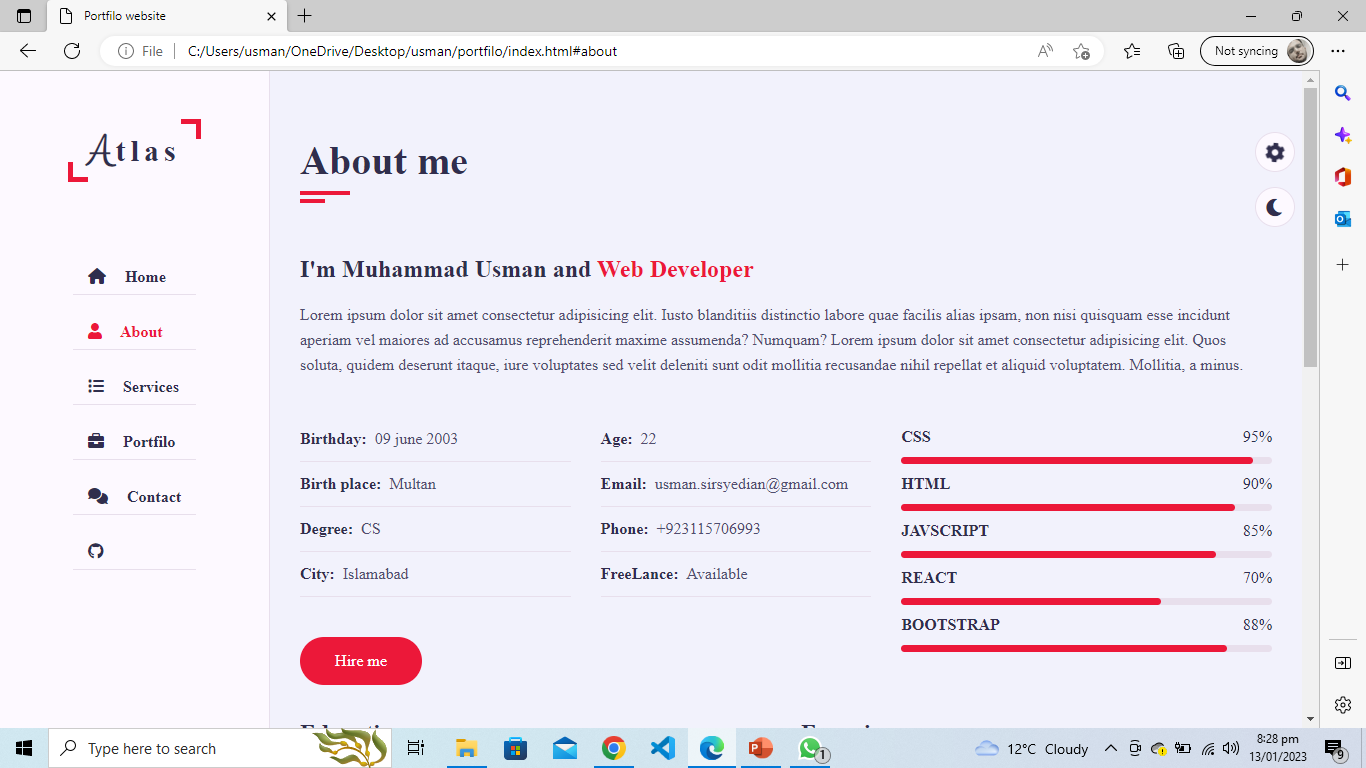 Portfilo website
File
C:/Users/usman/OneDrive/Desktop/usman/portfilo/index.html#about
Not syncing
Atlas
Home
About
Services
Portfilo
Contact
About me
I'm Muhammad Usman and Web Developer
Lorem ipsum dolor sit amet consectetur adipisicing elit. Iusto blanditiis distinctio labore quae facilis alias ipsam, non nisi quisquam esse incidunt
aperiam vel maiores ad accusamus reprehenderit maxime assumenda? Numquam? Lorem ipsum dolor sit amet consectetur adipisicing elit. Quos
soluta, quidem deserunt itaque, iure voluptates sed velit deleniti sunt odit mollitia recusandae nihil repellat et aliquid voluptatem. Mollitia, a minus.
Birthday: 09 june 2003
Birth place: Multan
Degree: CS
City: Islamabad
Age: 22
Email: usman.sirsyedian@gmail.com
Phone: +923115706993
FreeLance: Available
CSS 95%
HTML 90%
JAVSCRIPT 85%
REACT 70%
BOOTSTRAP 88%
Hire me
Type here to search
1
12°C Cloudy
8:28 pm
13/01/2023
9